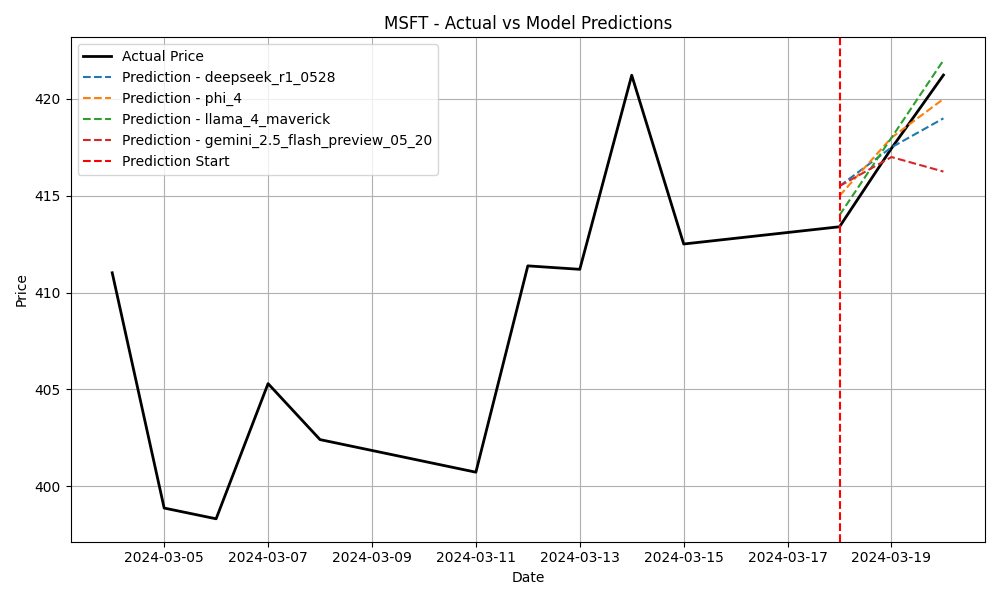 MSFT - Actual vs Model Predictions
Actual Price
Prediction - deepseek_r1_0528
Prediction - phi_4
Prediction - llama_4_maverick
Prediction - gemini_2.5_flash_preview_05_20
Prediction Start
420
415
410
405
400
Price
2024-03-05 2024-03-07 2024-03-09 2024-03-11 2024-03-13 2024-03-15 2024-03-17 2024-03-19
Date